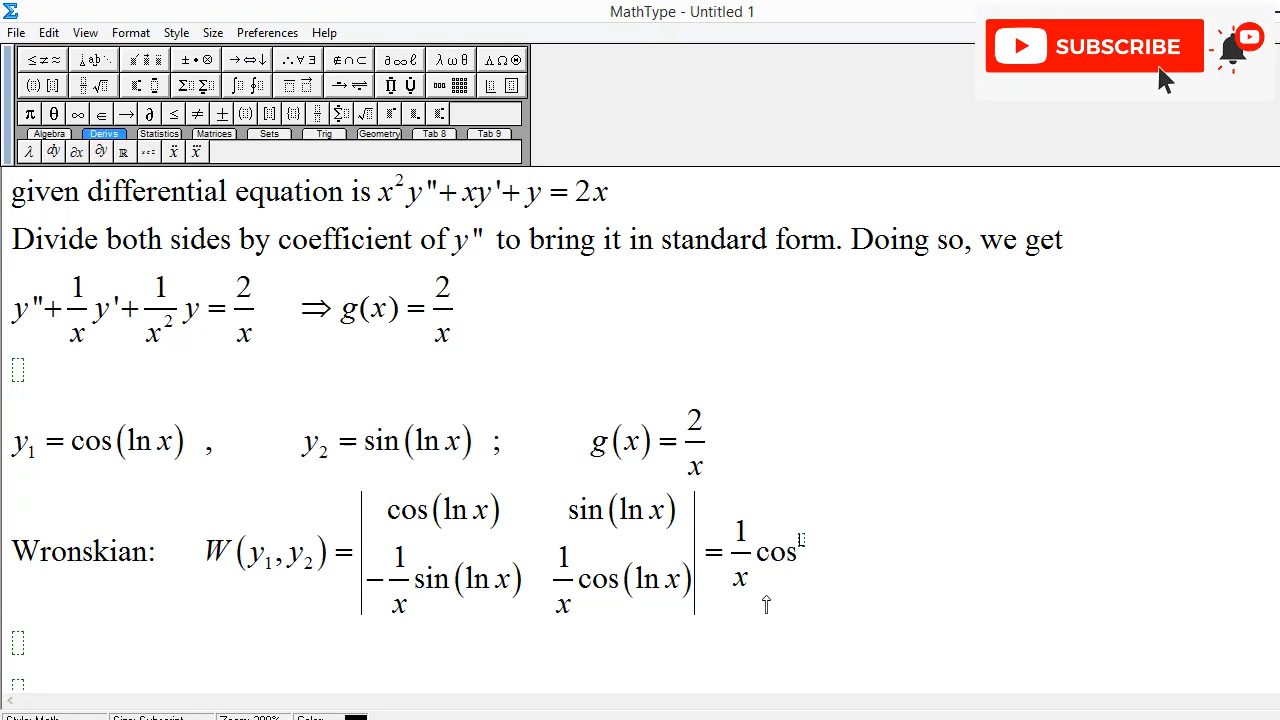 MathType - Untitled 1
File Edit View Format Style Size Preferences Help
SUBSCRIBE
Algebra Derivs Statistics Matrices Sets Trig Geometry Tab 8 Tab 9
given differential equation is x²y''+ xy'+ y = 2x
Divide both sides by coefficient of y'' to bring it in standard form. Doing so, we get
y''+ 1/x y'+ 1/x² y = 2/x ⇒ g(x) = 2/x
y₁ = cos(ln x) , y₂ = sin(ln x) ; g(x) = 2/x
Wronskian: W(y₁, y₂) = | cos(ln x) sin(ln x) ; −1/x sin(ln x) 1/x cos(ln x) | = 1/x cos